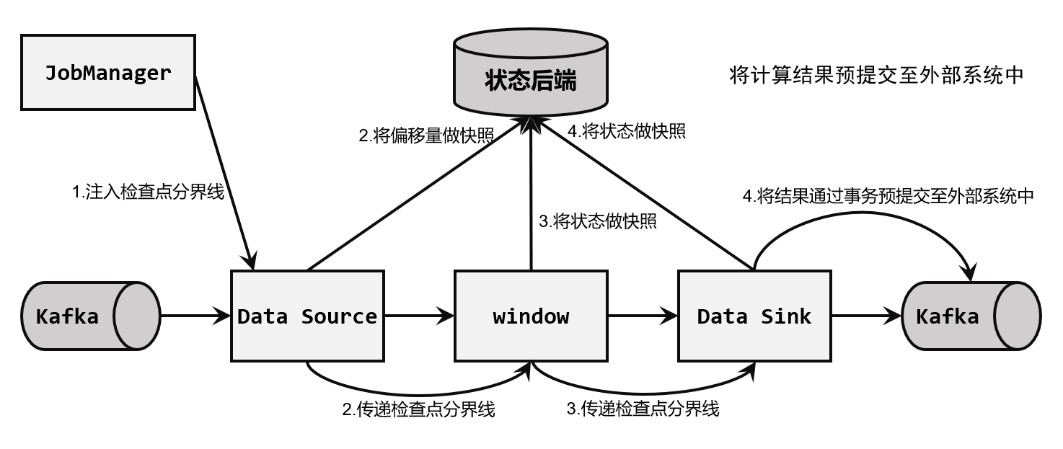 JobManager
状态后端
将计算结果预提交至外部系统中
2.将偏移量做快照
4.将状态做快照
1.注入检查点分界线
3.将状态做快照
4.将结果通过事务预提交至外部系统中
Kafka
Data Source
window
Data Sink
Kafka
2.传递检查点分界线
3.传递检查点分界线